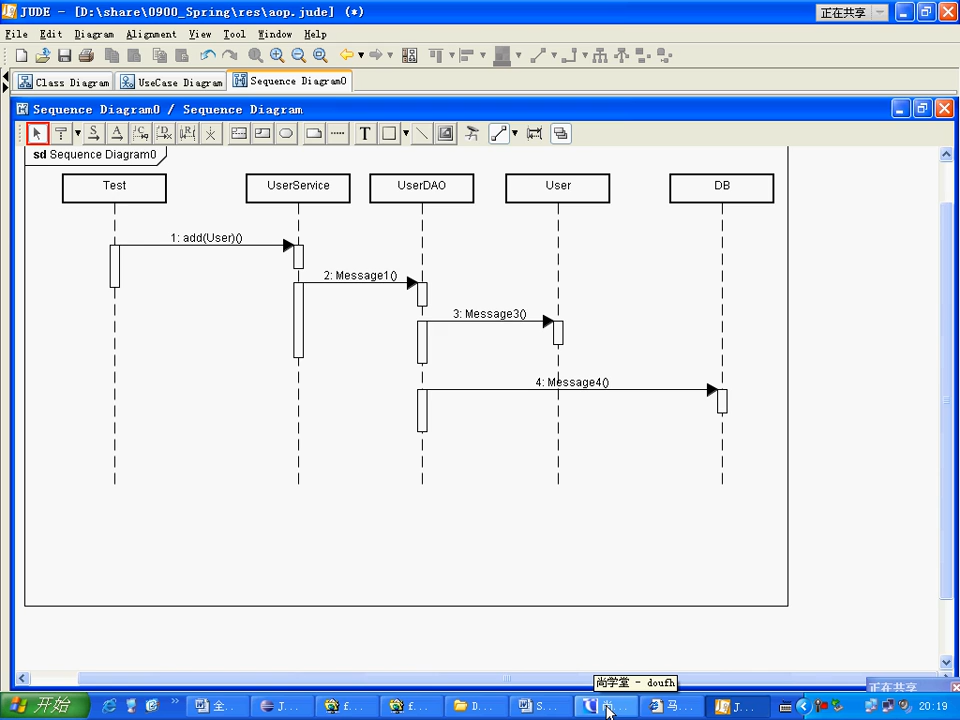 JUDE - [D:\share\0900_Spring\res\aop.jude] (*)
正在共享
File Edit Diagram Alignment View Tool Window Help
Class Diagram UseCase Diagram Sequence Diagram0
Sequence Diagram0 / Sequence Diagram
S A C D R T
sd Sequence Diagram0
Test UserService UserDAO User DB
1: add(User)()
2: Message1()
3: Message3()
4: Message4()
尚学堂 - doufh
正在共享
开始 全... J... f... f... D... S... 马... J... 20:19